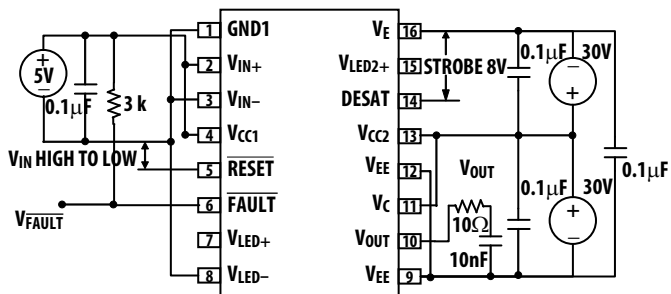 1 GND1
2 VIN+
3 VIN-
4 VCC1
5 RESET
6 FAULT
7 VLED+
8 VLED-
VE 16
VLED2+ 15
DESAT 14
VCC2 13
VEE 12
VC 11
VOUT 10
VEE 9
+
5V
−
0.1µF
3 k
VIN HIGH TO LOW
VFAULT
STROBE 8V
0.1µF
30V
−
+
VOUT
0.1µF
30V
+
−
0.1µF
10Ω
10nF